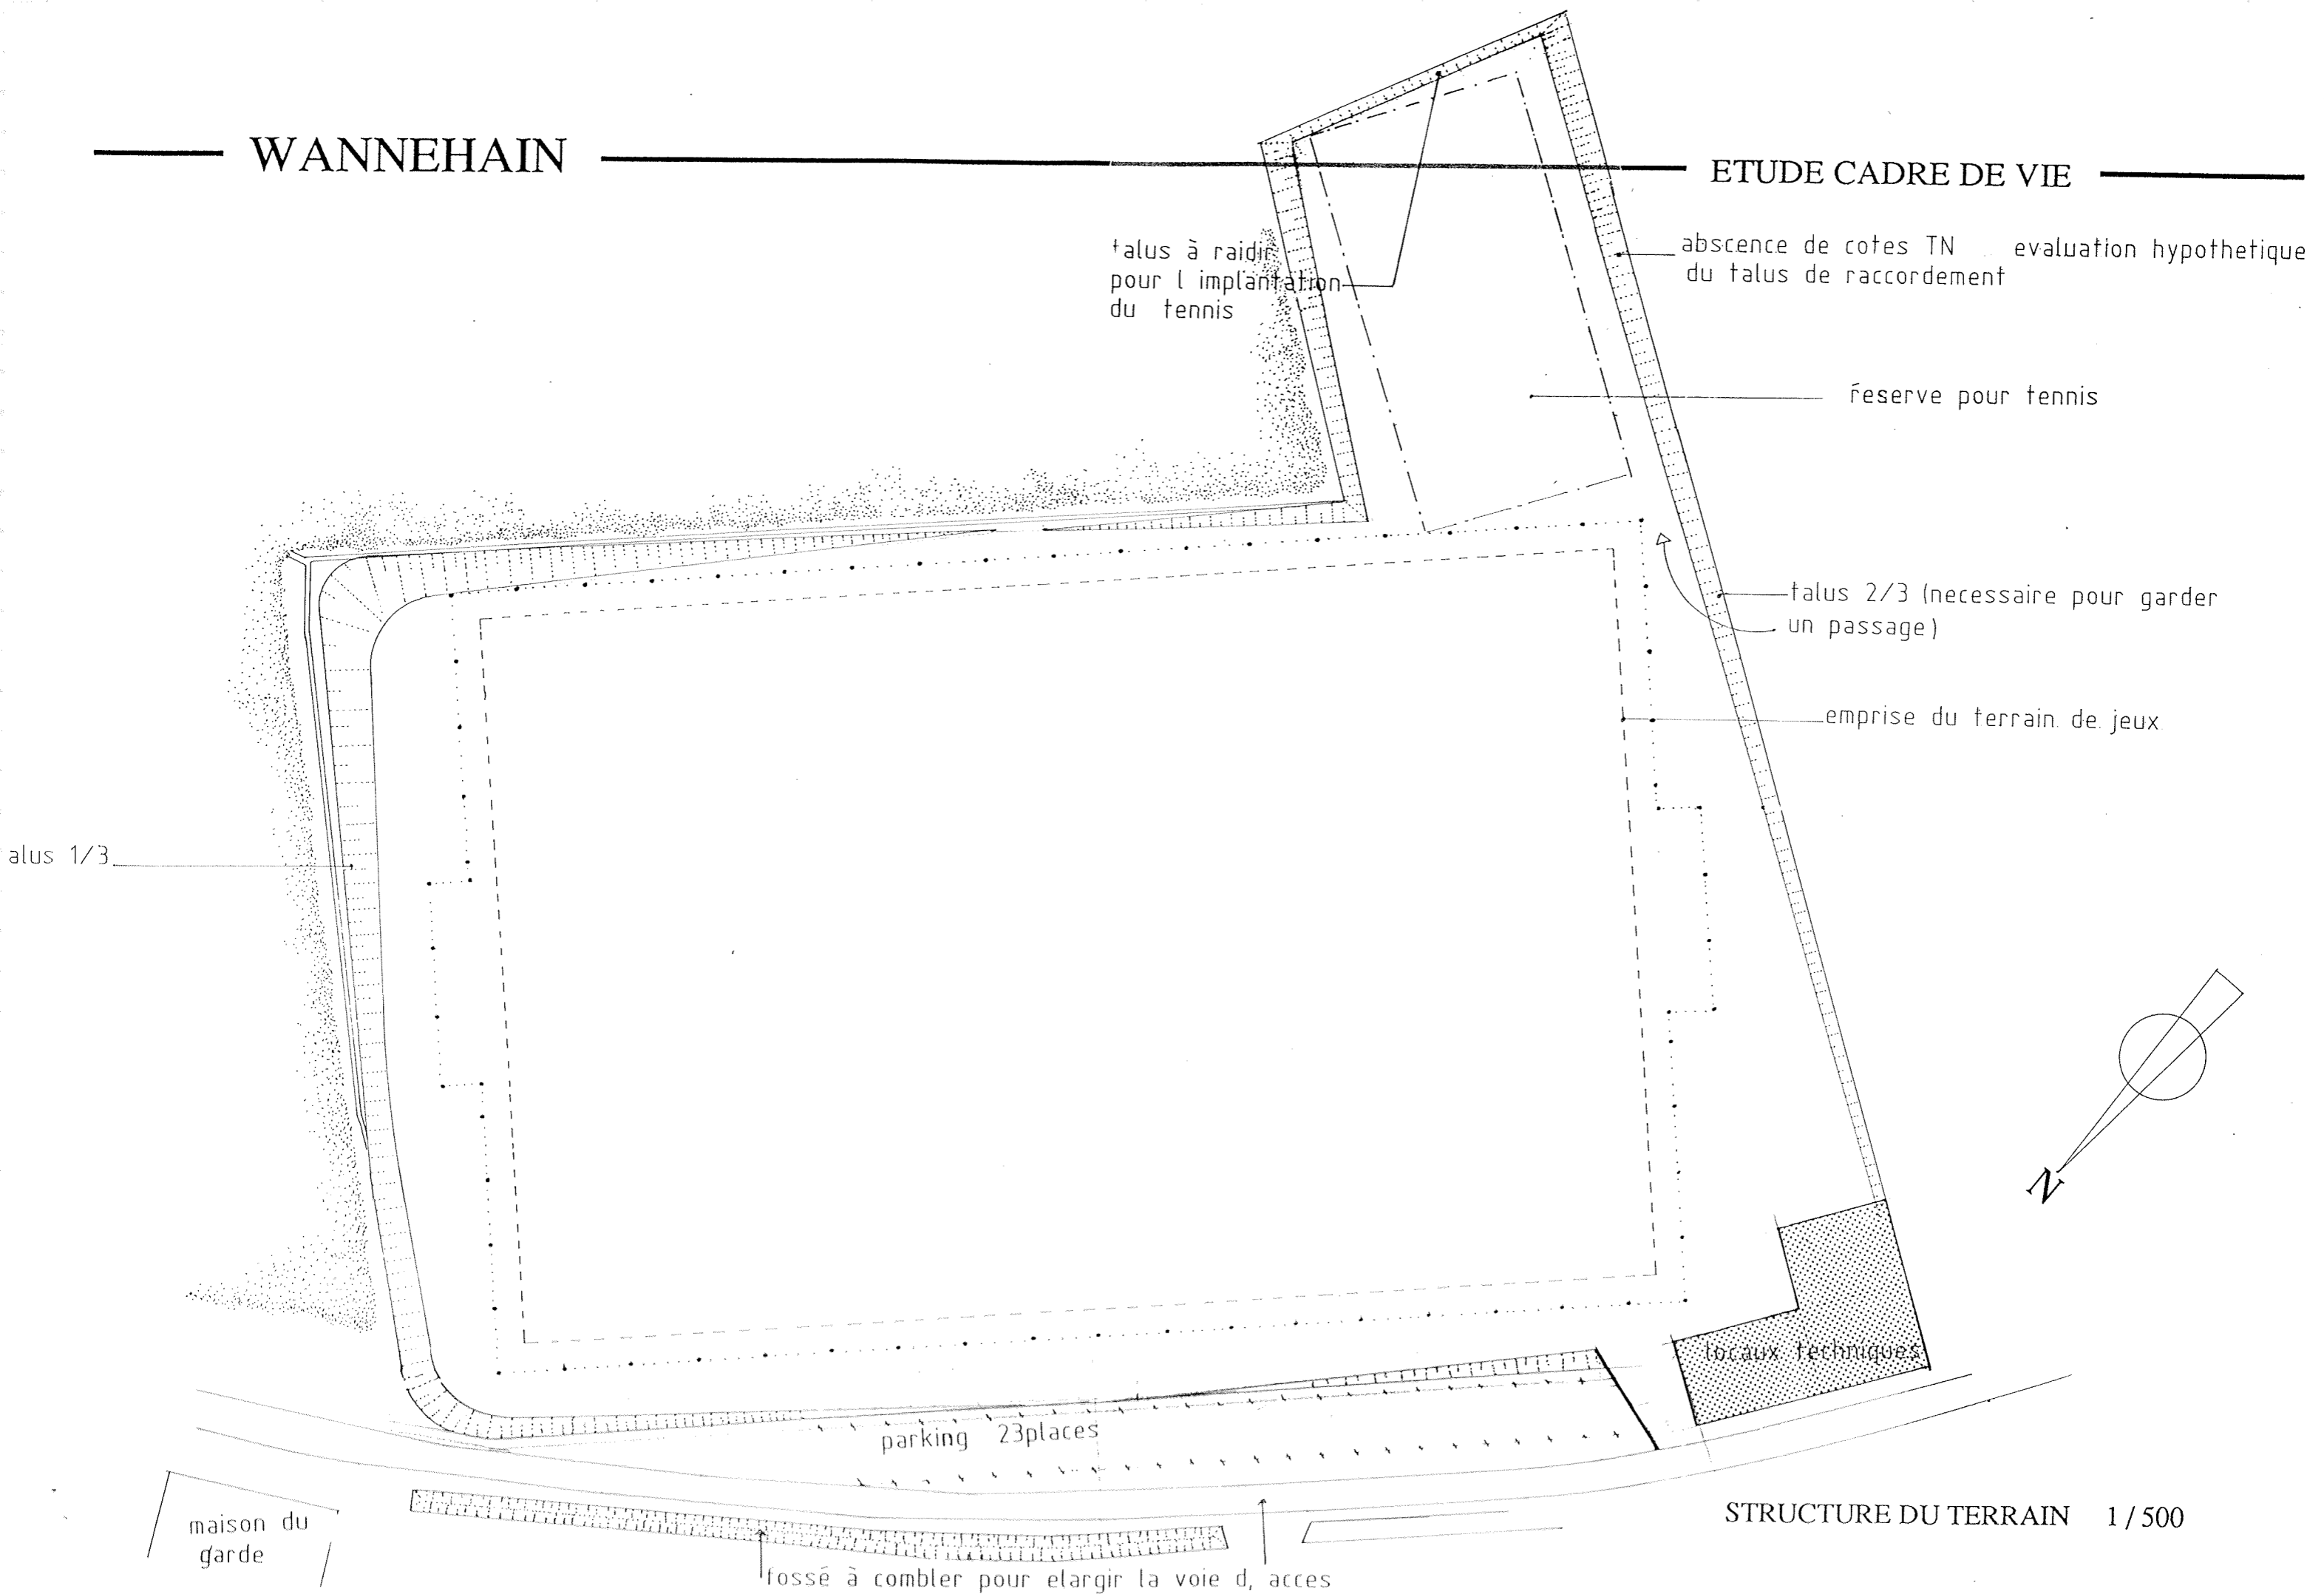 WANNEHAIN
ETUDE CADRE DE VIE
talus à raidir
pour l implantation
du tennis
abscence de cotes TN evaluation hypothetique
du talus de raccordement
reserve pour tennis
talus 2/3 (necessaire pour garder
un passage)
emprise du terrain de jeux
alus 1/3
N
locaux techniques
parking 23places
maison du
garde
fossé à combler pour elargir la voie d, acces
STRUCTURE DU TERRAIN 1/500